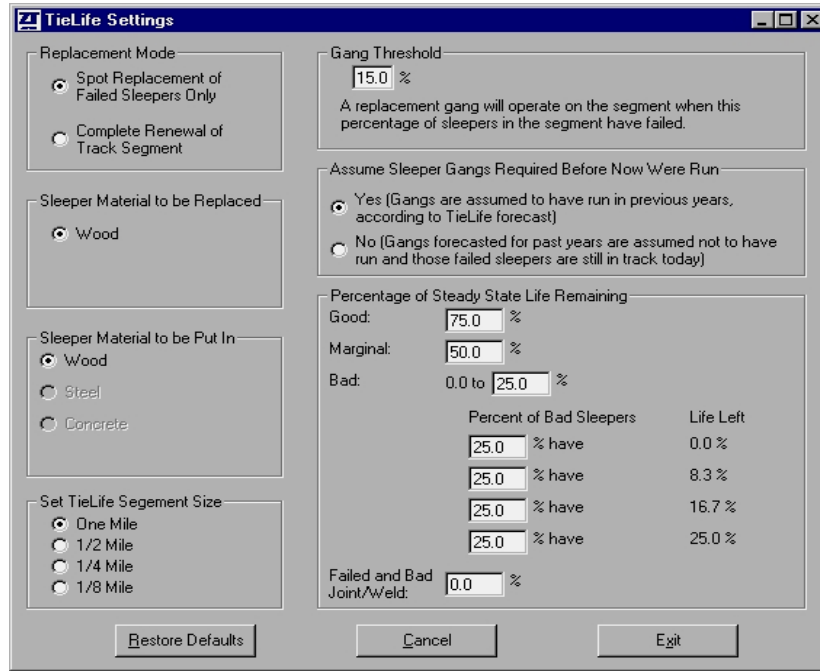 TieLife Settings
Replacement Mode
Spot Replacement of
Failed Sleepers Only
Complete Renewal of
Track Segment
Sleeper Material to be Replaced
Wood
Sleeper Material to be Put In
Wood
Steel
Concrete
Set TieLife Segement Size
One Mile
1/2 Mile
1/4 Mile
1/8 Mile
Gang Threshold
15.0 %
A replacement gang will operate on the segment when this
percentage of sleepers in the segment have failed.
Assume Sleeper Gangs Required Before Now Were Run
Yes (Gangs are assumed to have run in previous years,
according to TieLife forecast)
No (Gangs forecasted for past years are assumed not to have
run and those failed sleepers are still in track today)
Percentage of Steady State Life Remaining
Good: 75.0 %
Marginal: 50.0 %
Bad: 0.0 to 25.0 %
Percent of Bad Sleepers Life Left
25.0 % have 0.0 %
25.0 % have 8.3 %
25.0 % have 16.7 %
25.0 % have 25.0 %
Failed and Bad
Joint/Weld: 0.0 %
Restore Defaults Cancel Exit